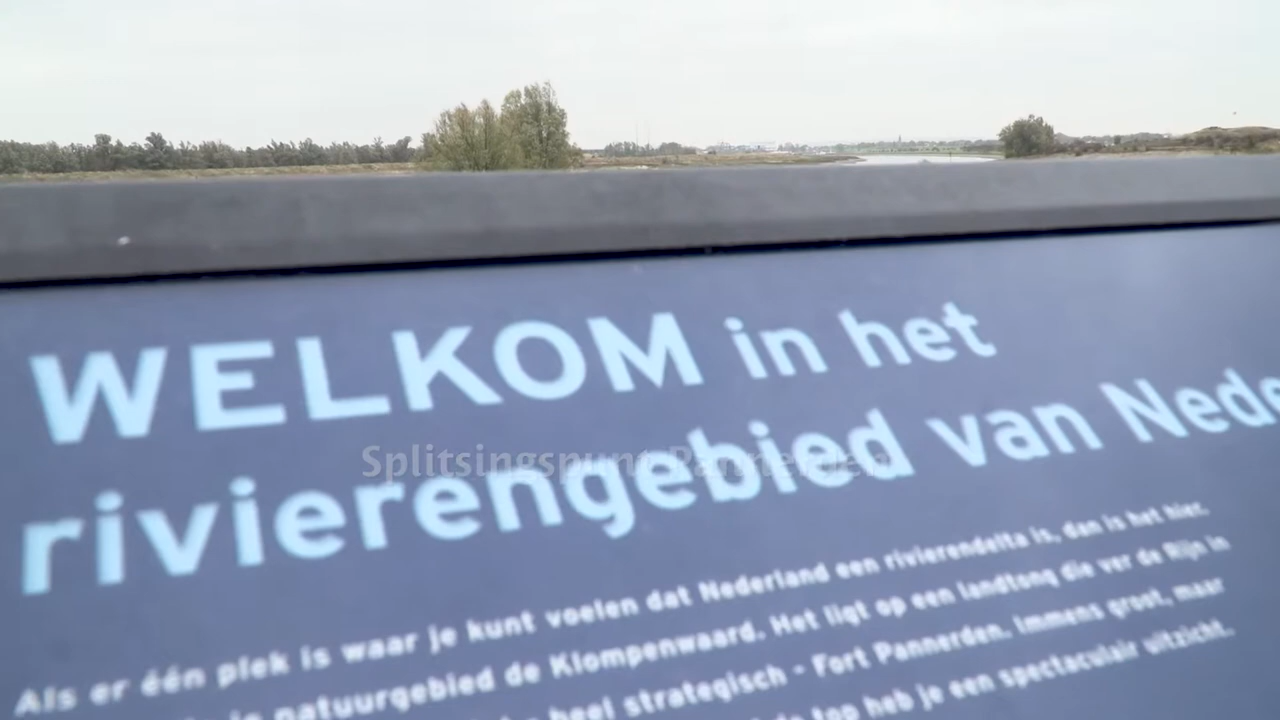 WELKOM in het
rivierengebied van Nede
Splitsingspunt Pannerden
Als er één plek is waar je kunt voelen dat Nederland een rivierendelta is, dan is het hier.
natuurgebied de Klompenwaard. Het ligt op een landtong die ver de Rijn in
heel strategisch - Fort Pannerden. Immens groot, maar
top heb je een spectaculair uitzicht.